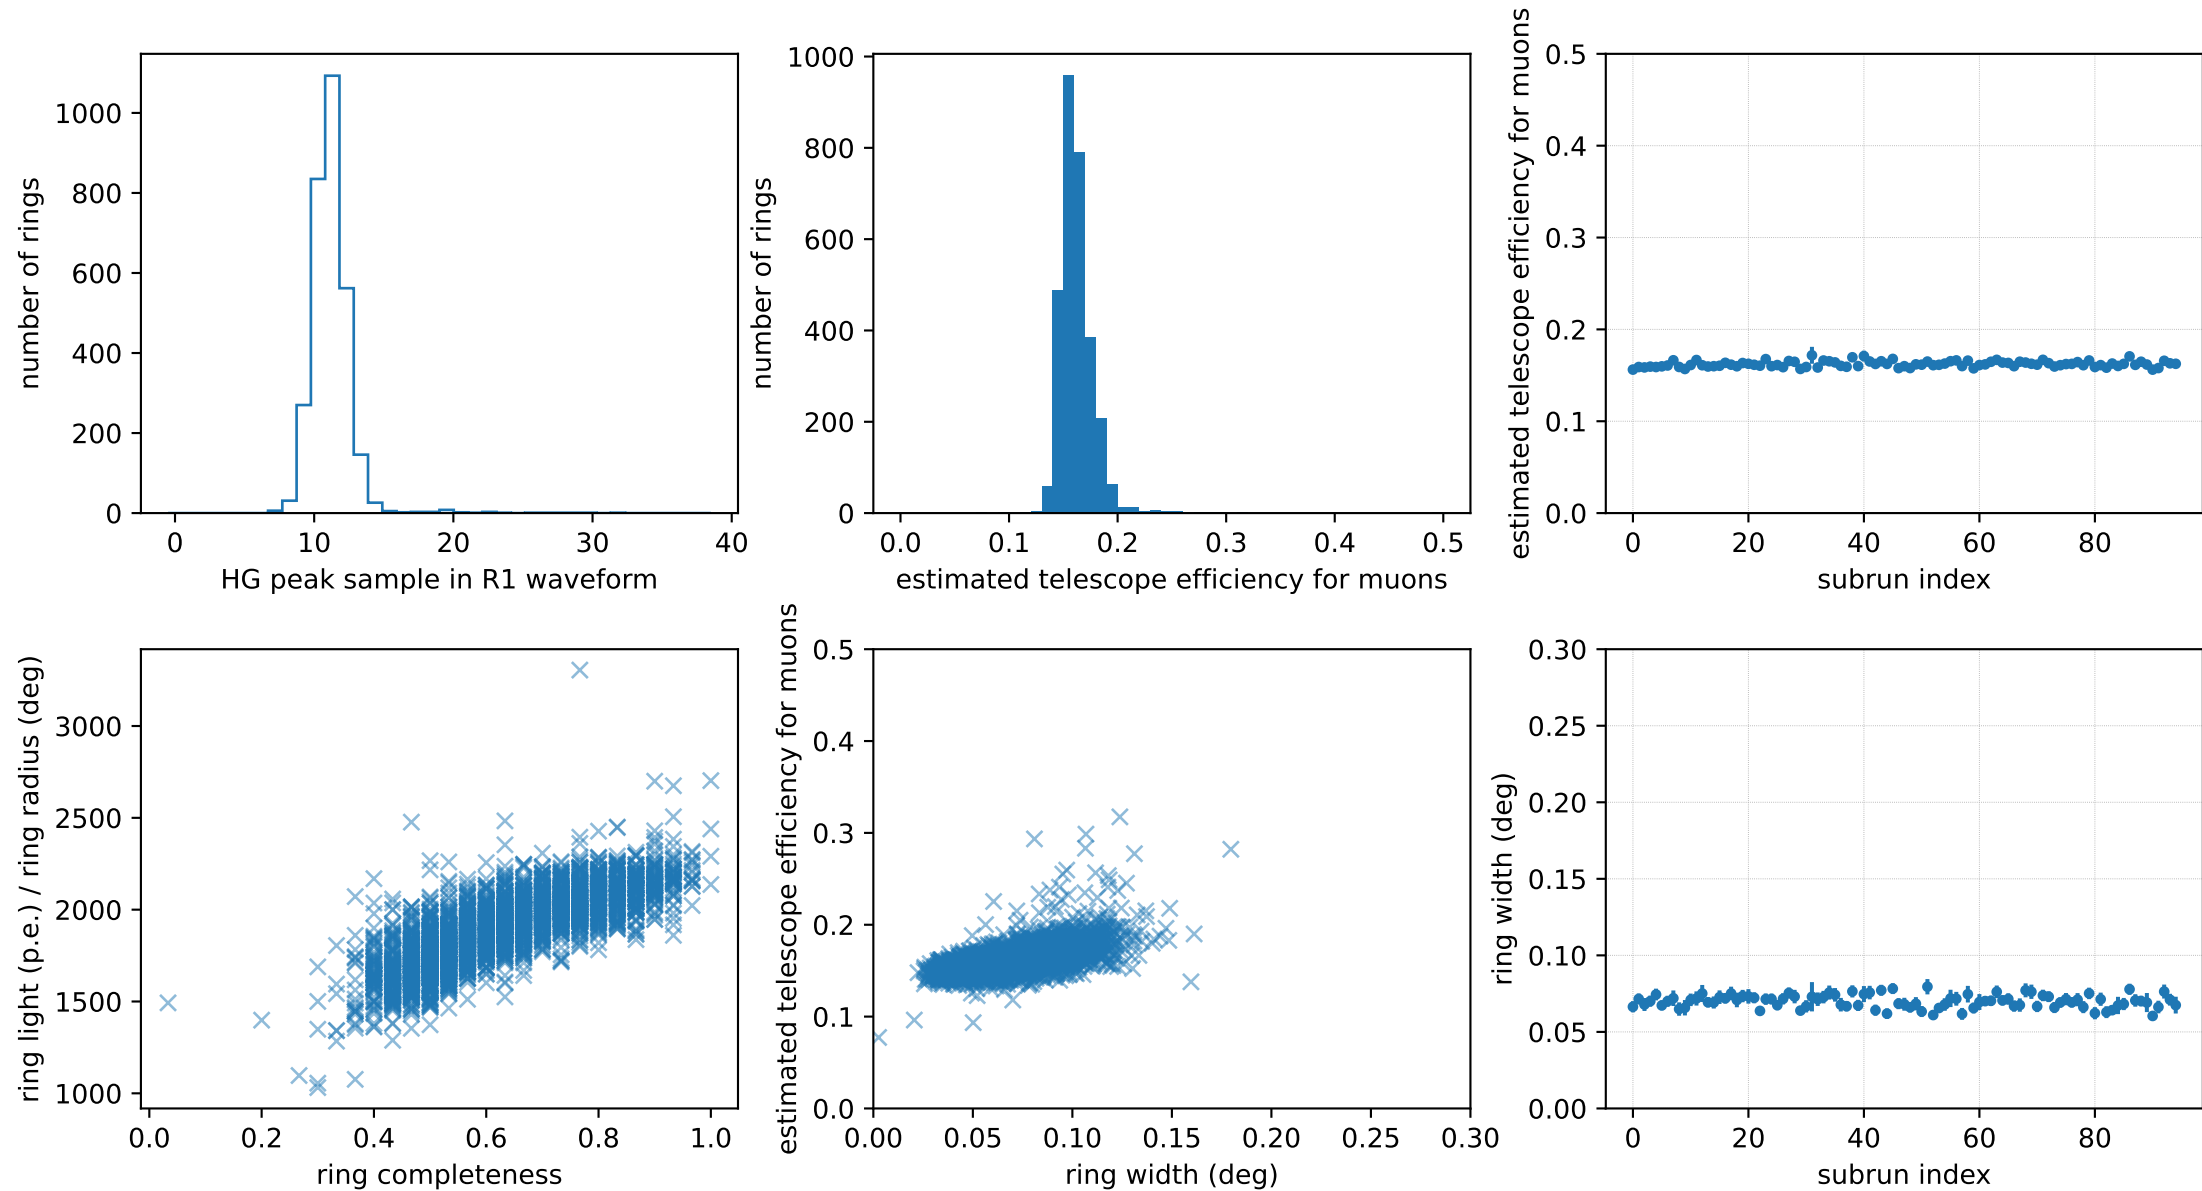 number of rings
1000
800
600
400
200
0
0 10 20 30 40
HG peak sample in R1 waveform
number of rings
1000
800
600
400
200
0
0.0 0.1 0.2 0.3 0.4 0.5
estimated telescope efficiency for muons
estimated telescope efficiency for muons
0.5
0.4
0.3
0.2
0.1
0.0
0 20 40 60 80
subrun index
ring light (p.e.) / ring radius (deg)
3000
2500
2000
1500
1000
0.0 0.2 0.4 0.6 0.8 1.0
ring completeness
estimated telescope efficiency for muons
0.5
0.4
0.3
0.2
0.1
0.0
0.00 0.05 0.10 0.15 0.20 0.25 0.30
ring width (deg)
ring width (deg)
0.30
0.25
0.20
0.15
0.10
0.05
0.00
0 20 40 60 80
subrun index